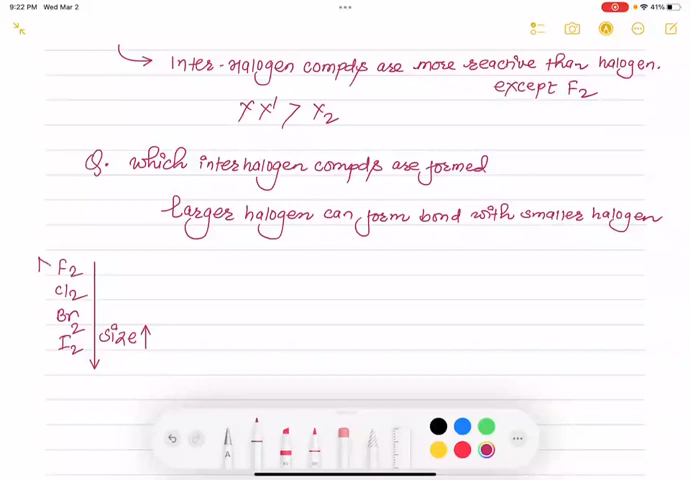 9:22 PM Wed Mar 2
41%
Inter-Halogen compds are more reactive than halogen.
except F2
XX' > X2
Q. which interhalogen compds are formed
Larger halogen can form bond with smaller halogen
F2
Cl2
Br2
I2
size ↑
A